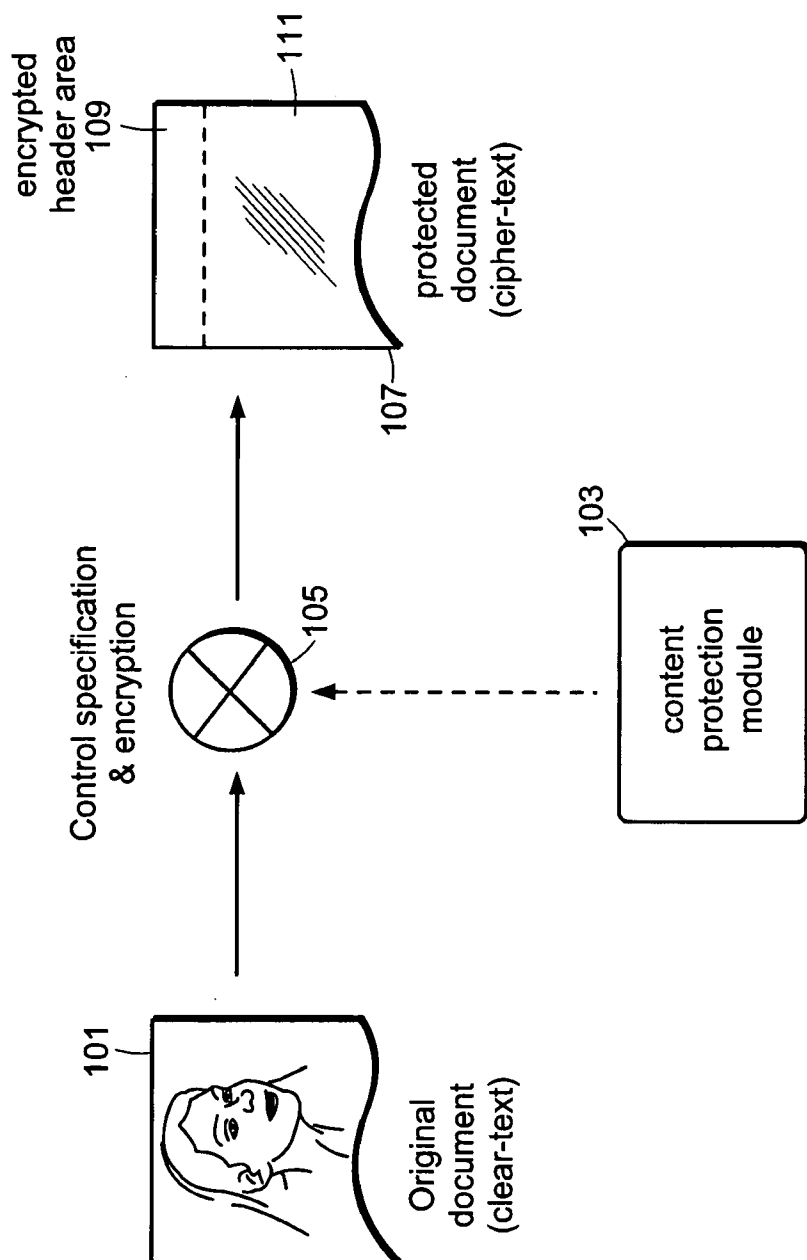 101
Original
document
(clear-text)
Control specification
& encryption
105
103
content
protection
module
encrypted
header area
109
111
107
protected
document
(cipher-text)